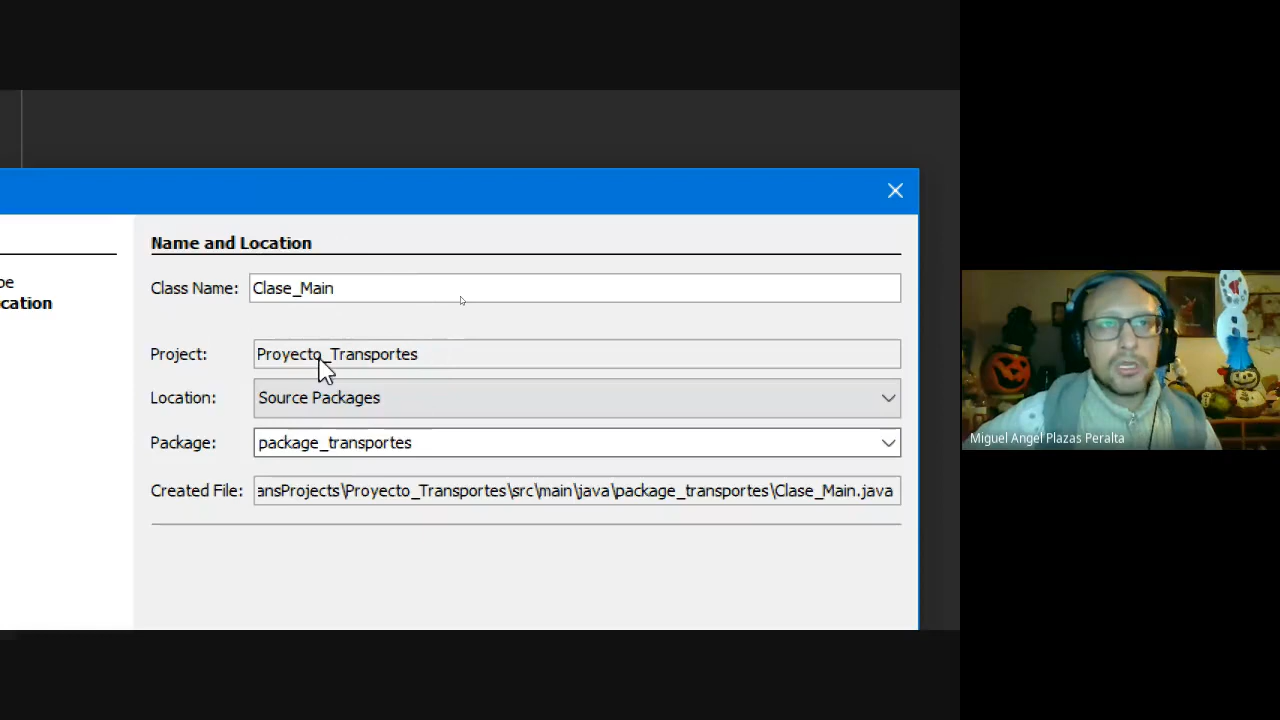 Name and Location
pe
cation
Class Name: Clase_Main
Project: Proyecto_Transportes
Location: Source Packages
Package: package_transportes
Created File: ansProjects\Proyecto_Transportes\src\main\java\package_transportes\Clase_Main.java
Miguel Angel Plazas Peralta